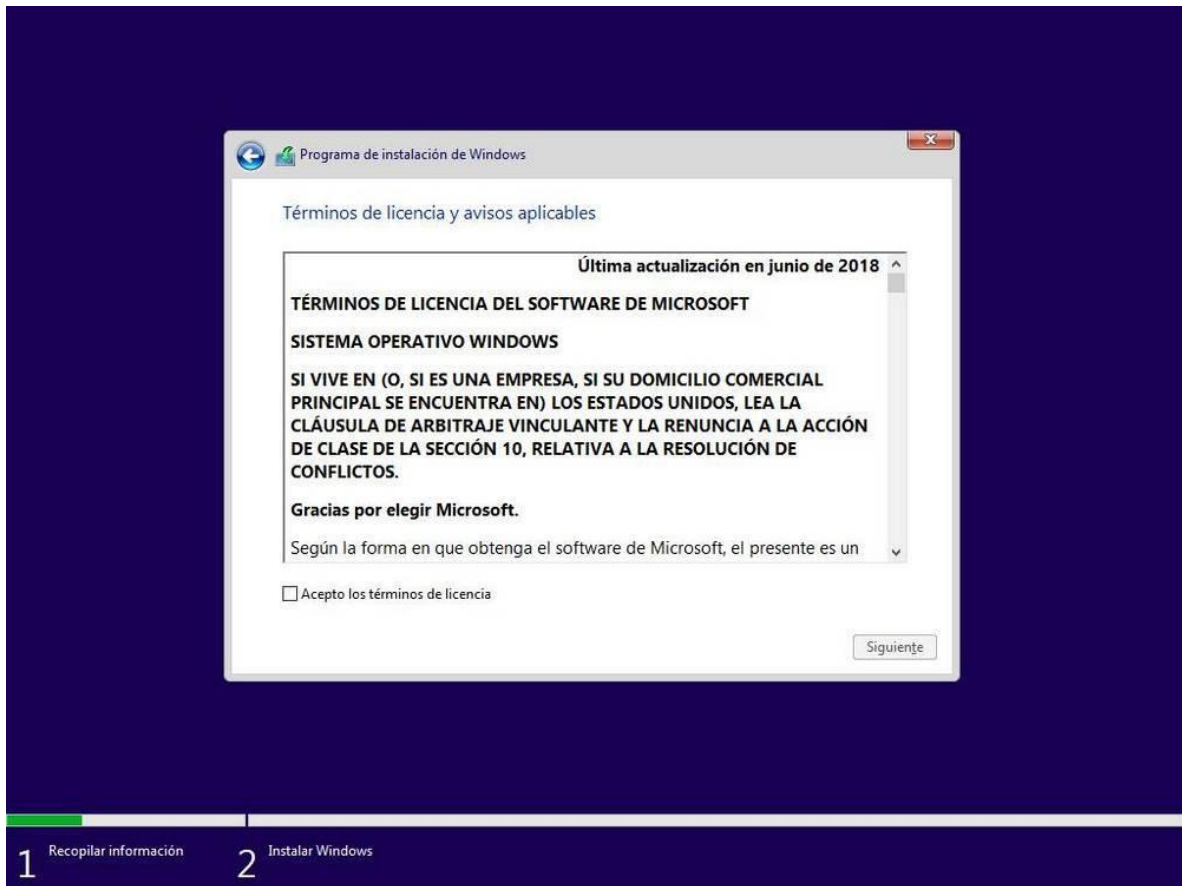 Programa de instalación de Windows
x
Términos de licencia y avisos aplicables
Última actualización en junio de 2018
TÉRMINOS DE LICENCIA DEL SOFTWARE DE MICROSOFT
SISTEMA OPERATIVO WINDOWS
SI VIVE EN (O, SI ES UNA EMPRESA, SI SU DOMICILIO COMERCIAL
PRINCIPAL SE ENCUENTRA EN) LOS ESTADOS UNIDOS, LEA LA
CLÁUSULA DE ARBITRAJE VINCULANTE Y LA RENUNCIA A LA ACCIÓN
DE CLASE DE LA SECCIÓN 10, RELATIVA A LA RESOLUCIÓN DE
CONFLICTOS.
Gracias por elegir Microsoft.
Según la forma en que obtenga el software de Microsoft, el presente es un
Acepto los términos de licencia
Siguiente
1 Recopilar información
2 Instalar Windows